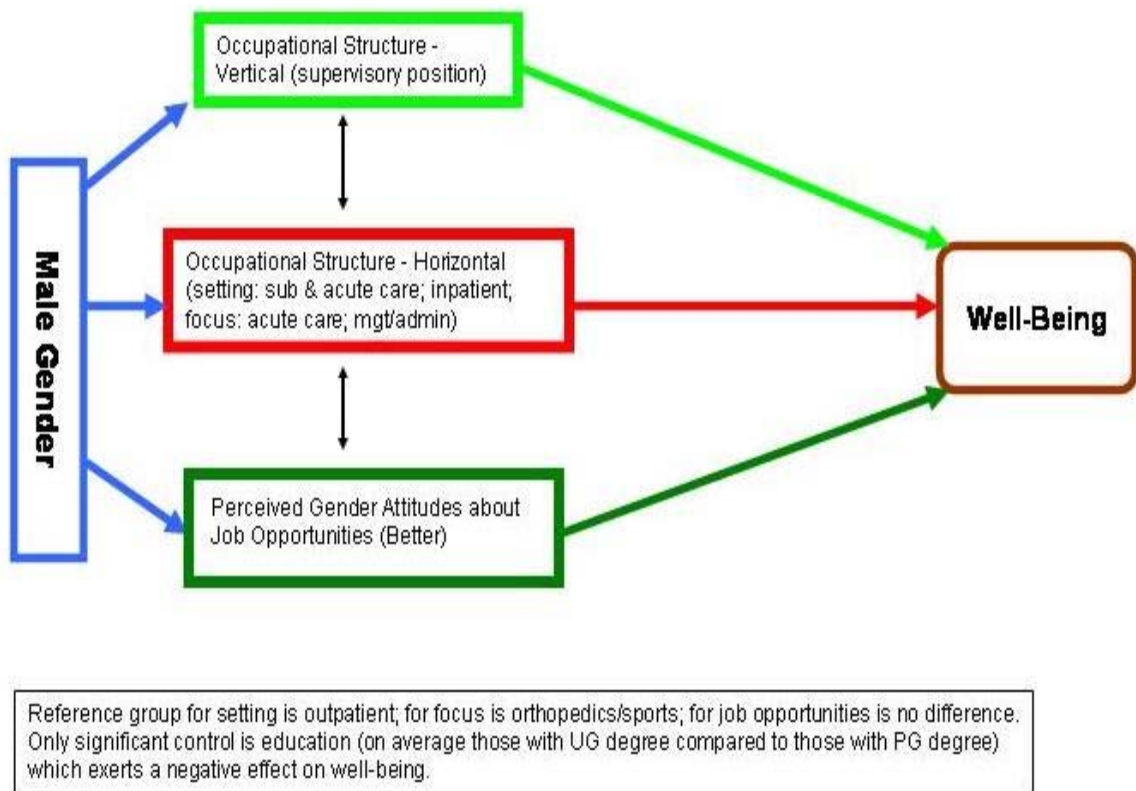 Occupational Structure -
Vertical (supervisory position)
Male Gender
Occupational Structure - Horizontal
(setting: sub & acute care; inpatient;
focus: acute care; mgt/admin)
Well-Being
Perceived Gender Attitudes about
Job Opportunities (Better)
Reference group for setting is outpatient; for focus is orthopedics/sports; for job opportunities is no difference.
Only significant control is education (on average those with UG degree compared to those with PG degree)
which exerts a negative effect on well-being.